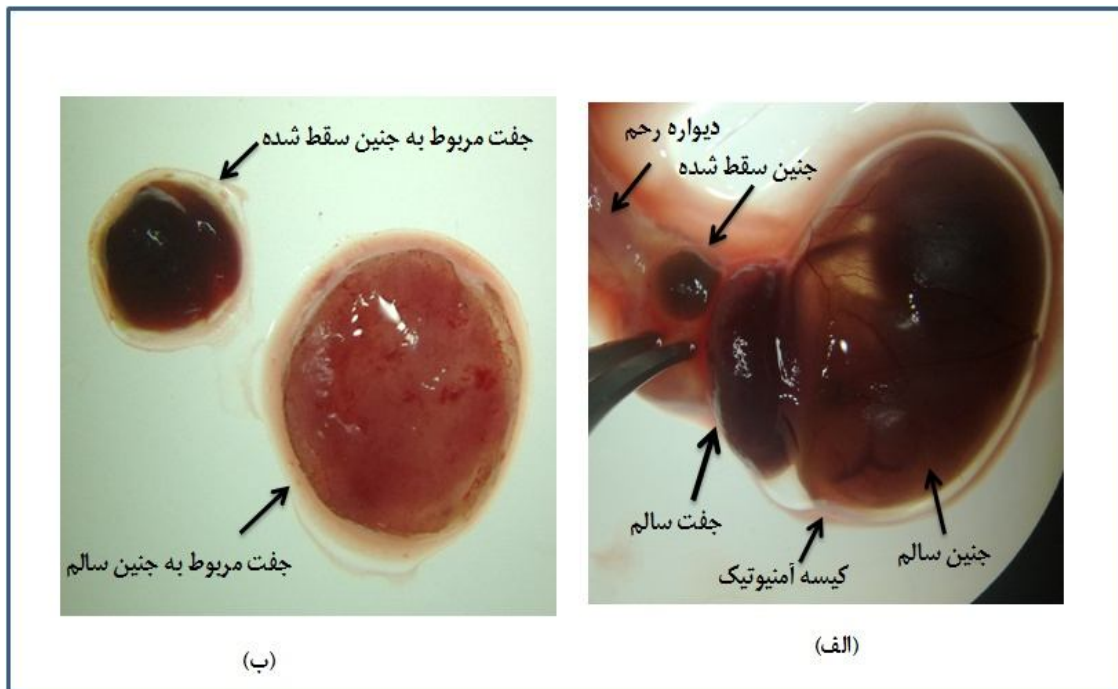 دیواره رحم
جنین سقط شده
جفت سالم
کیسه آمنیوتیک
جنین سالم
(الف)
جفت مربوط به جنین سقط شده
جفت مربوط به جنین سالم
(ب)